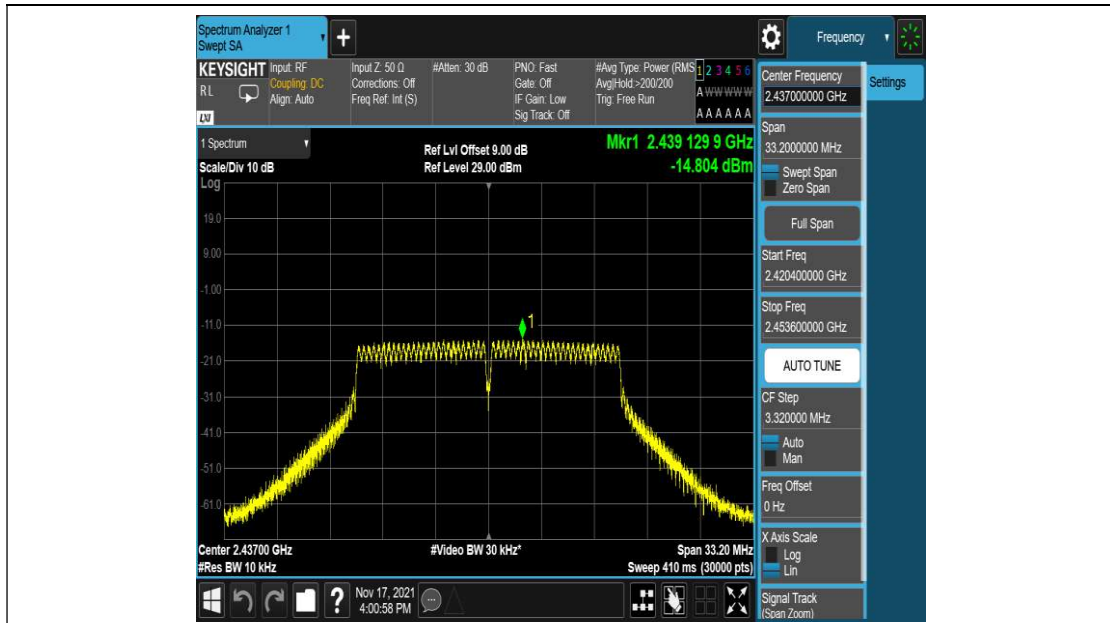 Spectrum Analyzer 1
Swept SA
+
Frequency
KEYSIGHT
RL
LXI
Input: RF
Coupling: DC
Align: Auto
Input Z: 50 Ω
Corrections: Off
Freq Ref: Int (S)
#Atten: 30 dB
PNO: Fast
Gate: Off
IF Gain: Low
Sig Track: Off
#Avg Type: Power (RMS
Avg|Hold:>200/200
Trig: Free Run
1 2 3 4 5 6
A W W W W W
A A A A A A
1 Spectrum
Scale/Div 10 dB
Log
Ref Lvl Offset 9.00 dB
Ref Level 29.00 dBm
Mkr1 2.439 129 9 GHz
-14.804 dBm
19.0
9.00
-1.00
-11.0
-21.0
-31.0
-41.0
-51.0
-61.0
1
Center 2.43700 GHz
#Res BW 10 kHz
#Video BW 30 kHz*
Span 33.20 MHz
Sweep 410 ms (30000 pts)
Center Frequency
2.437000000 GHz
Settings
Span
33.2000000 MHz
Swept Span
Zero Span
Full Span
Start Freq
2.420400000 GHz
Stop Freq
2.453600000 GHz
AUTO TUNE
CF Step
3.320000 MHz
Auto
Man
Freq Offset
0 Hz
X Axis Scale
Log
Lin
Signal Track
(Span Zoom)
?
Nov 17, 2021
4:00:58 PM